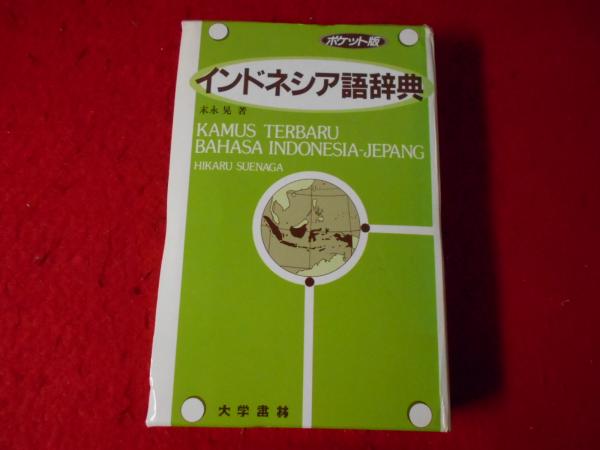 ポケット版
インドネシア語辞典
末永 晃 著
KAMUS TERBARU
BAHASA INDONESIA-JEPANG
HIKARU SUENAGA
大学書林